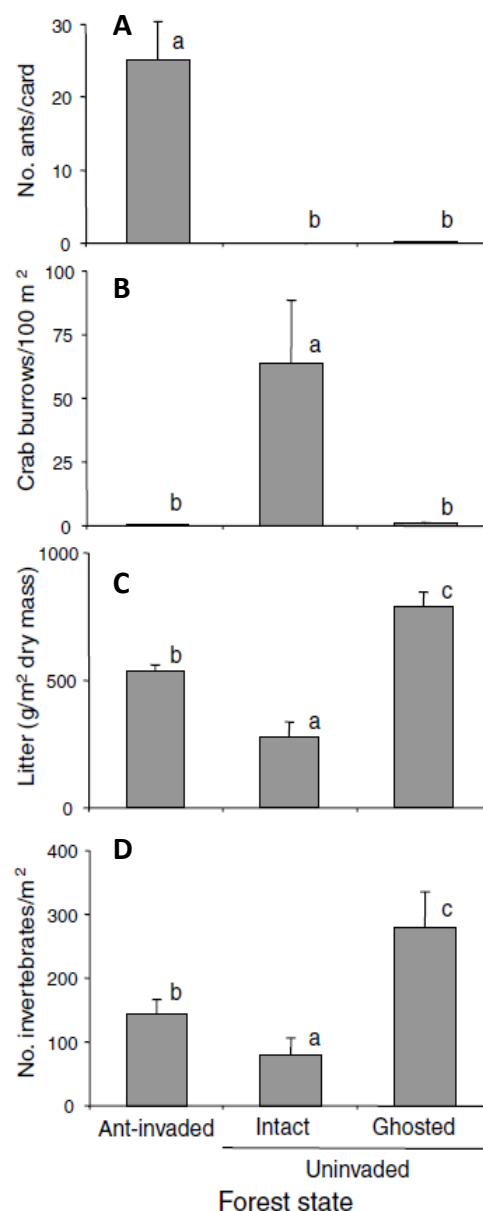 A
No. ants/card
30
20
10
0
a
b
b
B
Crab burrows/100 m²
100
75
50
25
0
b
a
b
C
Litter (g/m² dry mass)
1000
500
0
b
a
c
D
No. invertebrates/m²
400
300
200
100
0
b
a
c
Ant-invaded Intact Ghosted
Uninvaded
Forest state